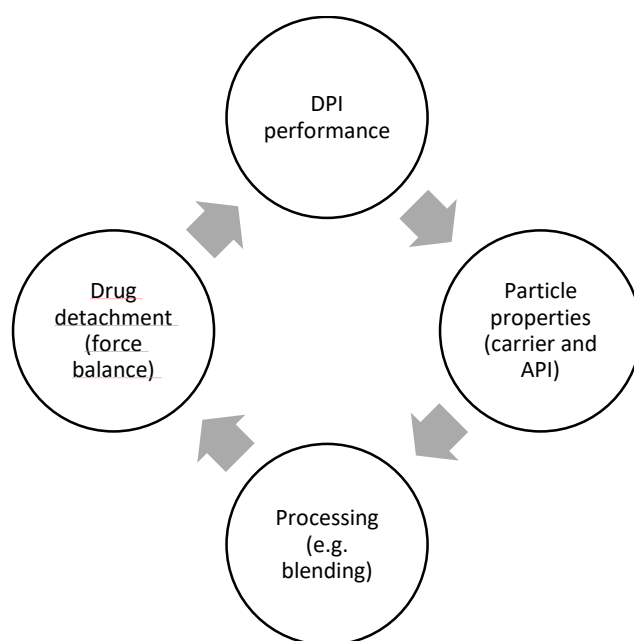 DPI
performance
Drug
detachment
(force
balance)
Particle
properties
(carrier and
API)
Processing
(e.g.
blending)